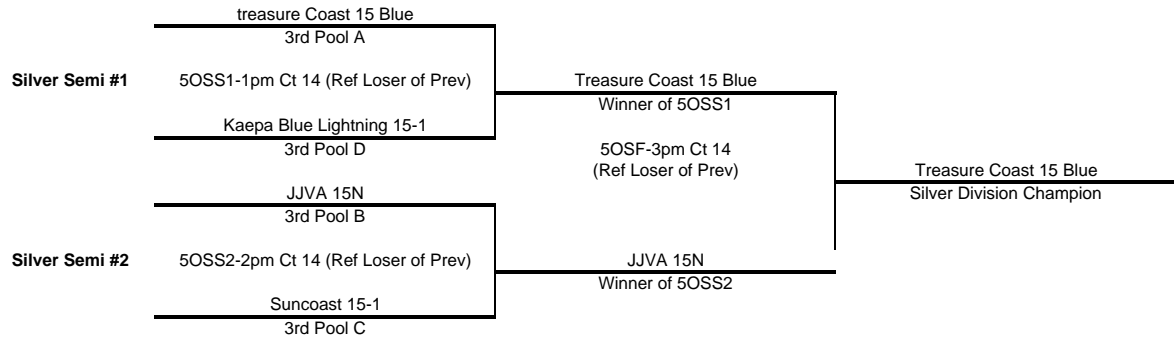 treasure Coast 15 Blue
3rd Pool A
Silver Semi #1
5OSS1-1pm Ct 14 (Ref Loser of Prev)
Kaepa Blue Lightning 15-1
3rd Pool D
JJVA 15N
3rd Pool B
Silver Semi #2
5OSS2-2pm Ct 14 (Ref Loser of Prev)
Suncoast 15-1
3rd Pool C
Treasure Coast 15 Blue
Winner of 5OSS1
5OSF-3pm Ct 14
(Ref Loser of Prev)
JJVA 15N
Winner of 5OSS2
Treasure Coast 15 Blue
Silver Division Champion